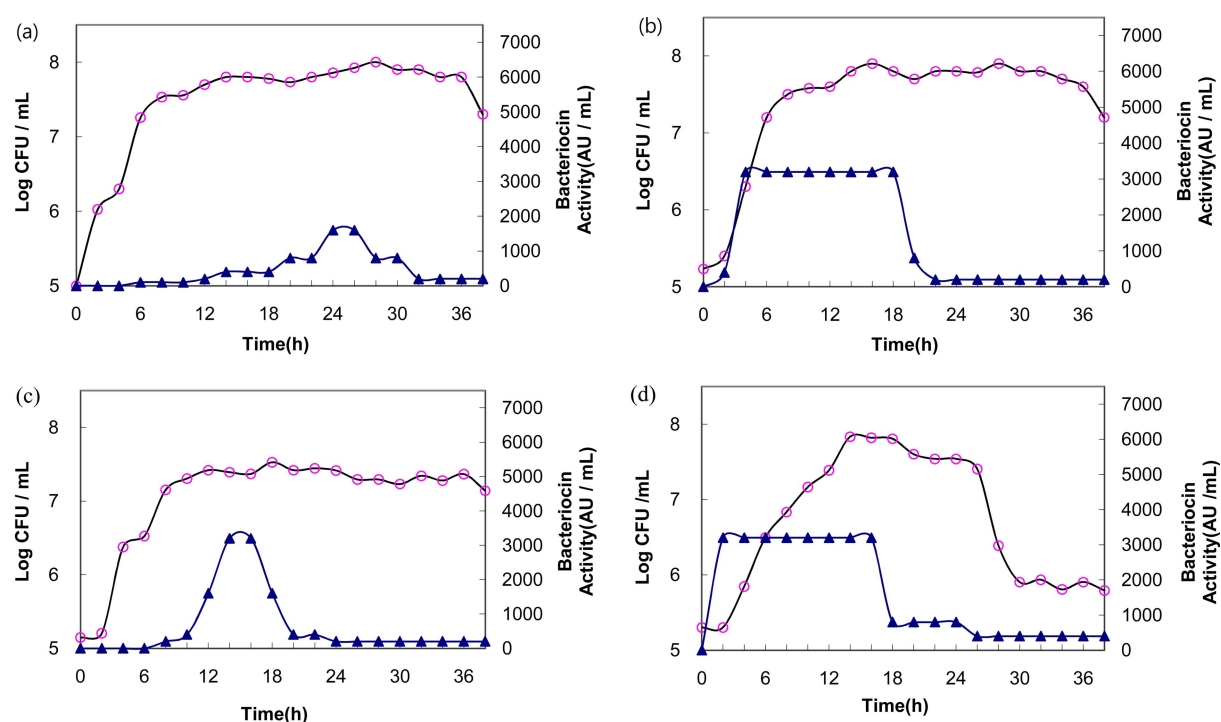 (a)
Log CFU / mL
8
7
6
5
7000
6000
5000
4000
3000
2000
1000
0
Bacteriocin
Activity(AU / mL)
0 6 12 18 24 30 36
Time(h)
(b)
Log CFU / mL
8
7
6
5
7000
6000
5000
4000
3000
2000
1000
0
Bacteriocin
Activity(AU / mL)
0 6 12 18 24 30 36
Time(h)
(c)
Log CFU / mL
8
7
6
5
7000
6000
5000
4000
3000
2000
1000
0
Bacteriocin
Activity(AU / mL)
0 6 12 18 24 30 36
Time(h)
(d)
Log CFU /mL
8
7
6
5
7000
6000
5000
4000
3000
2000
1000
0
Bacteriocin
Activity(AU /mL)
0 6 12 18 24 30 36
Time(h)